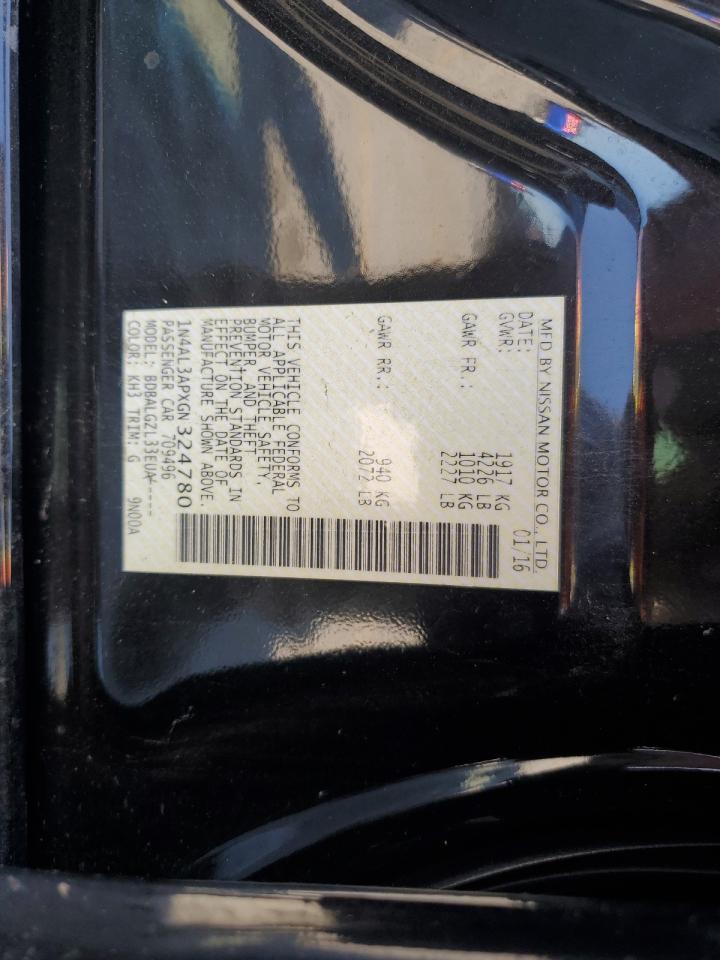 MFD BY NISSAN MOTOR CO., LTD.
DATE: 01/16
GVWR: 1917 KG
4226 LB
GAWR FR.: 1010 KG
2227 LB
GAWR RR.: 940 KG
2072 LB
THIS VEHICLE CONFORMS TO
ALL APPLICABLE FEDERAL
MOTOR VEHICLE SAFETY,
BUMPER, AND THEFT
PREVENTION STANDARDS IN
EFFECT ON THE DATE OF
MANUFACTURE SHOWN ABOVE.
1N4AL3APXGN324780
PASSENGER CAR 709496
MODEL: BDBALGZL33EUA-----
COLOR: KH3 TRIM: G 9N00A